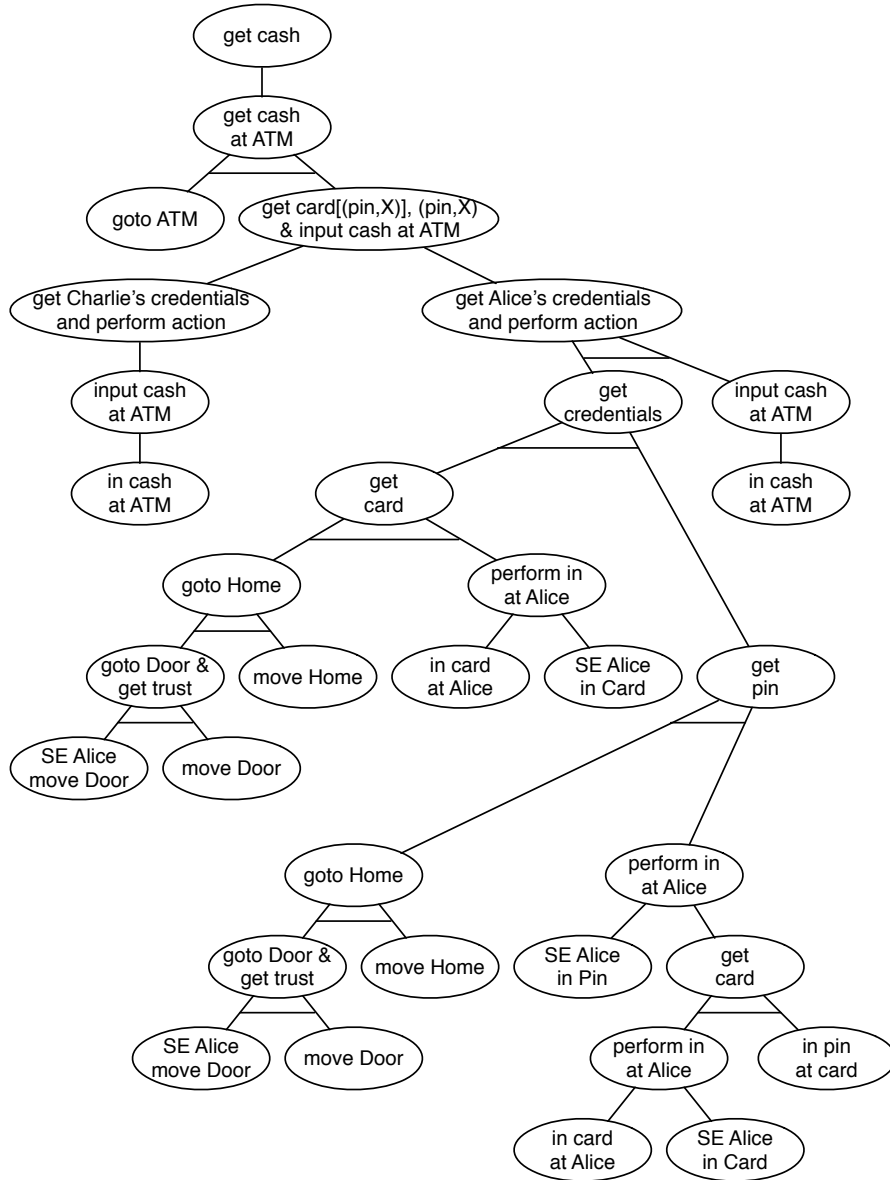 get cash
get cash
at ATM
goto ATM
get card[(pin,X)], (pin,X)
& input cash at ATM
get Charlie's credentials
and perform action
get Alice's credentials
and perform action
input cash
at ATM
get
credentials
input cash
at ATM
in cash
at ATM
get
card
in cash
at ATM
goto Home
perform in
at Alice
goto Door &
get trust
move Home
in card
at Alice
SE Alice
in Card
get
pin
SE Alice
move Door
move Door
goto Home
perform in
at Alice
goto Door &
get trust
move Home
SE Alice
in Pin
get
card
SE Alice
move Door
move Door
perform in
at Alice
in pin
at card
in card
at Alice
SE Alice
in Card